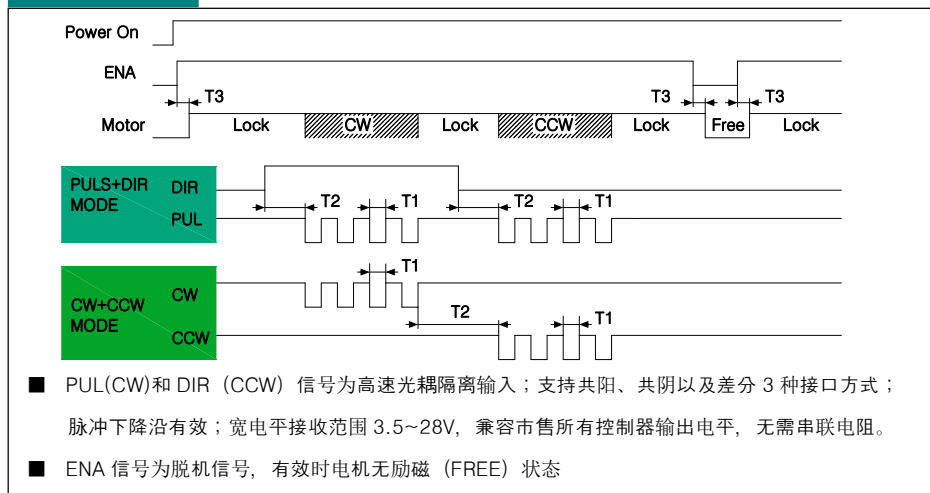 Power On
ENA
T3 T3 T3
Motor Lock CW Lock CCW Lock Free Lock
PULS+DIR MODE DIR
T2 T1 T2 T1
PUL
T1
CW+CCW MODE CW
T2 T1
CCW
■ PUL(CW)和 DIR（CCW）信号为高速光耦隔离输入；支持共阳、共阴以及差分 3 种接口方式；
脉冲下降沿有效；宽电平接收范围 3.5~28V，兼容市售所有控制器输出电平，无需串联电阻。
■ ENA 信号为脱机信号，有效时电机无励磁（FREE）状态